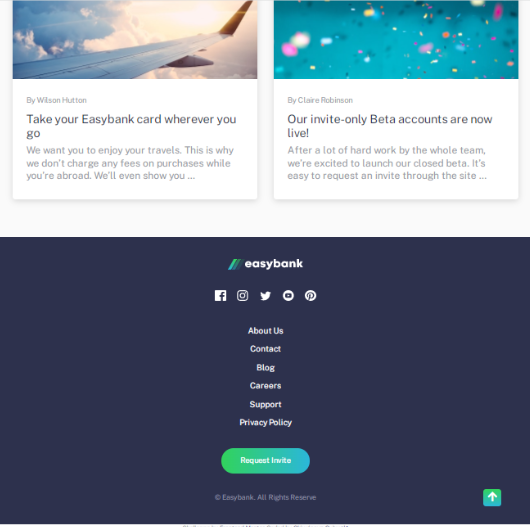 By Wilson Hutton
Take your Easybank card wherever you
go
We want you to enjoy your travels. This is why
we don't charge any fees on purchases while
you're abroad. We'll even show you ...
By Claire Robinson
Our invite-only Beta accounts are now
live!
After a lot of hard work by the whole team,
we're excited to launch our closed beta. It's
easy to request an invite through the site ...
easybank
About Us
Contact
Blog
Careers
Support
Privacy Policy
Request Invite
© Easybank. All Rights Reserve